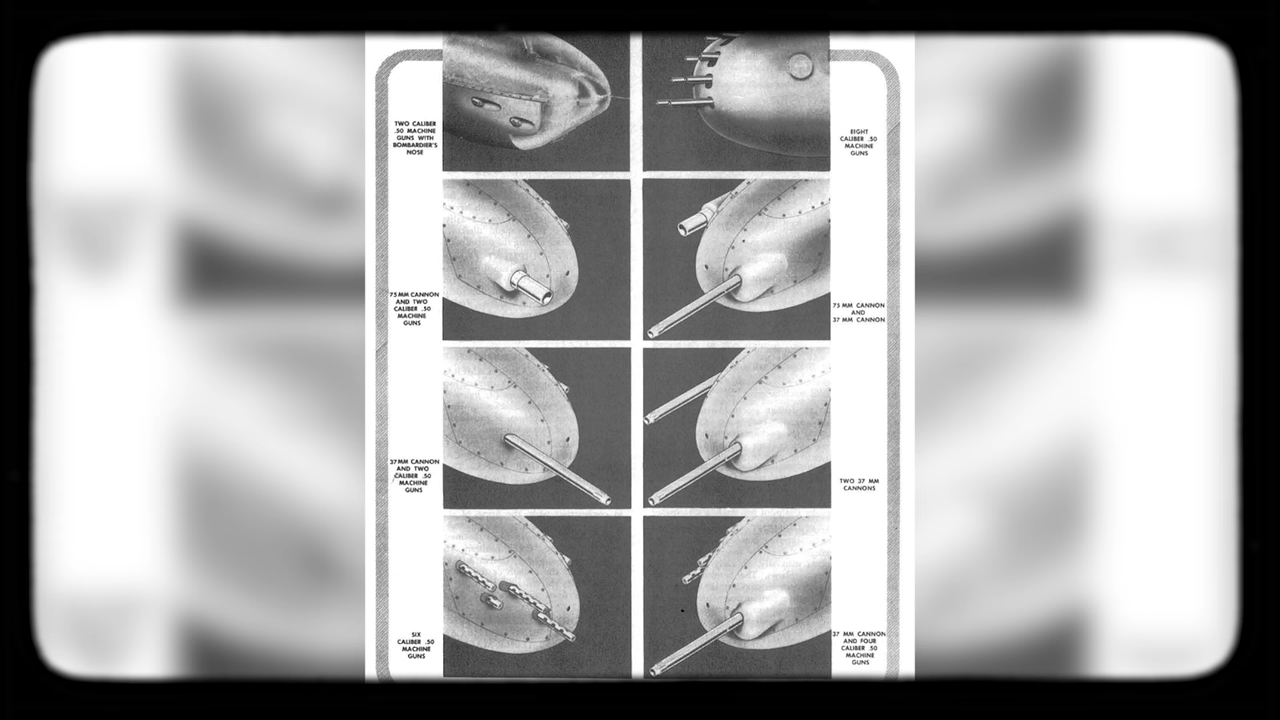 TWO CALIBER
.50 MACHINE
GUNS WITH
BOMBARDIER'S
NOSE
EIGHT
CALIBER .50
MACHINE
GUNS
75 MM CANNON
AND TWO
CALIBER .50
MACHINE
GUNS
75 MM CANNON
AND
37 MM CANNON
37 MM CANNON
AND TWO
CALIBER .50
MACHINE
GUNS
TWO 37 MM
CANNONS
SIX
CALIBER .50
MACHINE
GUNS
37 MM CANNON
AND FOUR
CALIBER .50
MACHINE
GUNS